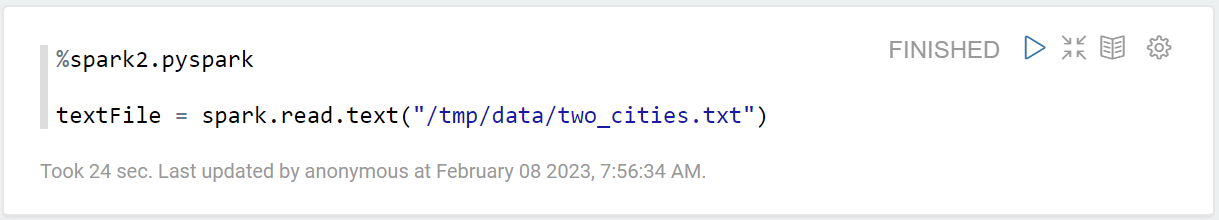 %spark2.pyspark
FINISHED
textFile = spark.read.text("/tmp/data/two_cities.txt")
Took 24 sec. Last updated by anonymous at February 08 2023, 7:56:34 AM.